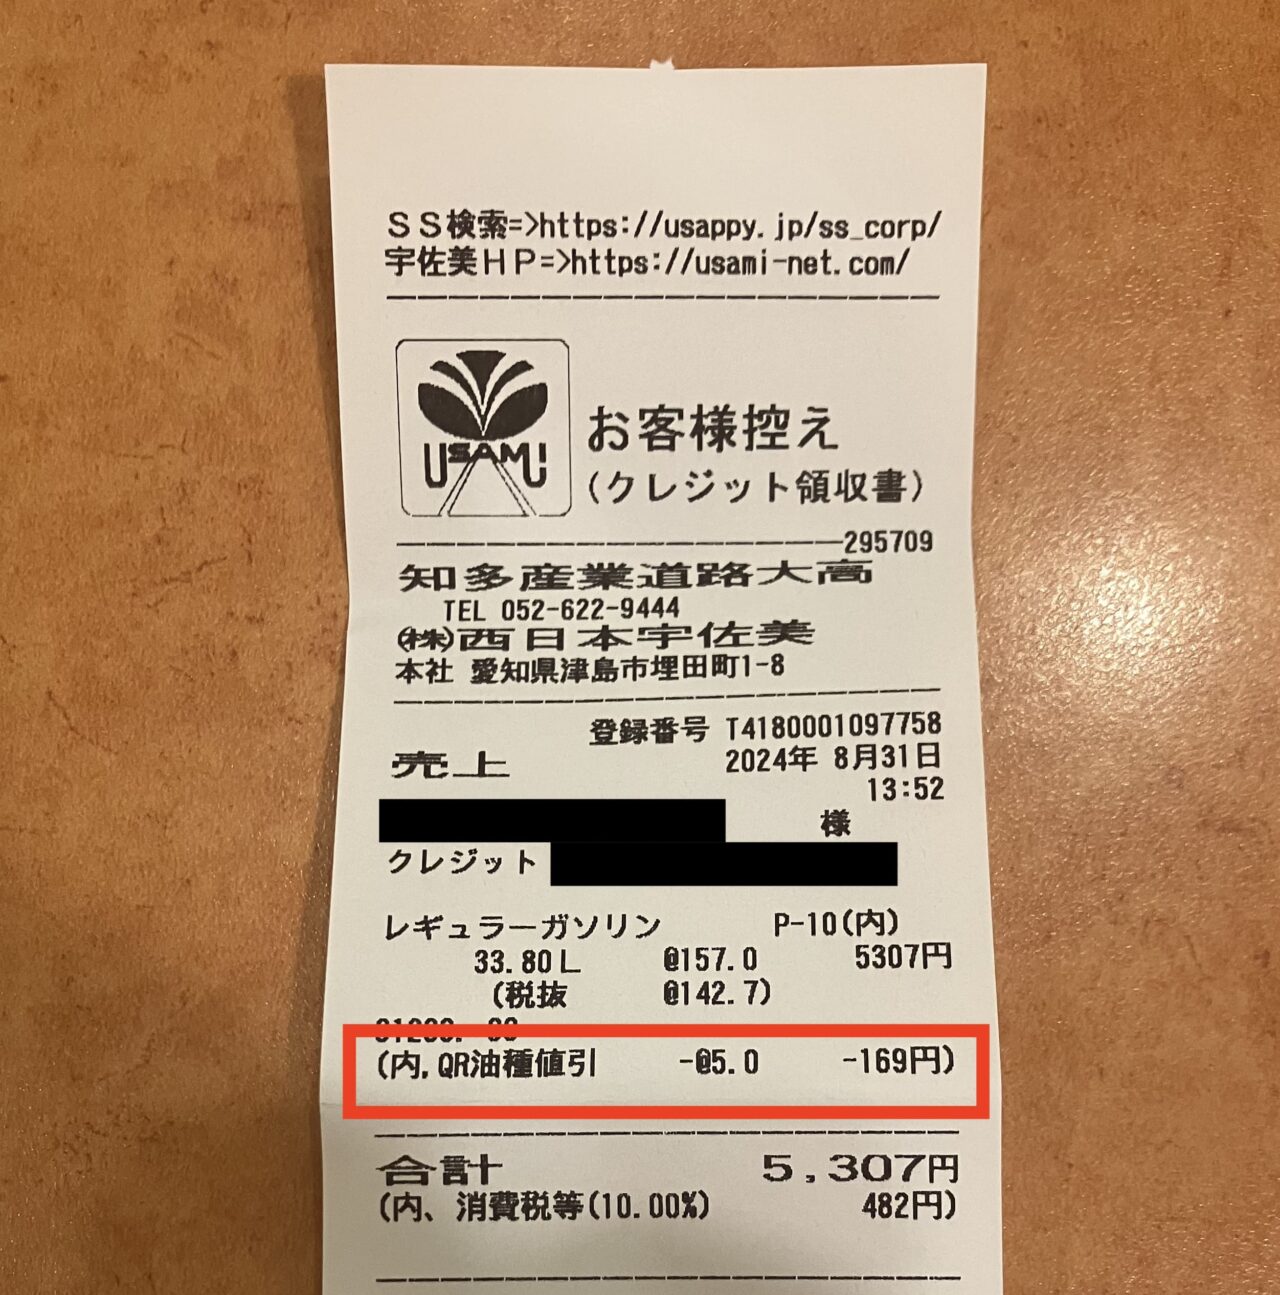 SS検索=>https://usappy.jp/ss_corp/
宇佐美HP=>https://usami-net.com/
USAMI
お客様控え
(クレジット領収書)
295709
知多産業道路大高
TEL 052-622-9444
(株)西日本宇佐美
本社 愛知県津島市埋田町1-8
登録番号 T4180001097758
売上 2024年 8月31日
13:52
様
クレジット
レギュラーガソリン P-10(内)
33.80L @157.0 5307円
(税抜 @142.7)
(内,QR油種値引 -@5.0 -169円)
合計 5,307円
(内、消費税等(10.00%) 482円)